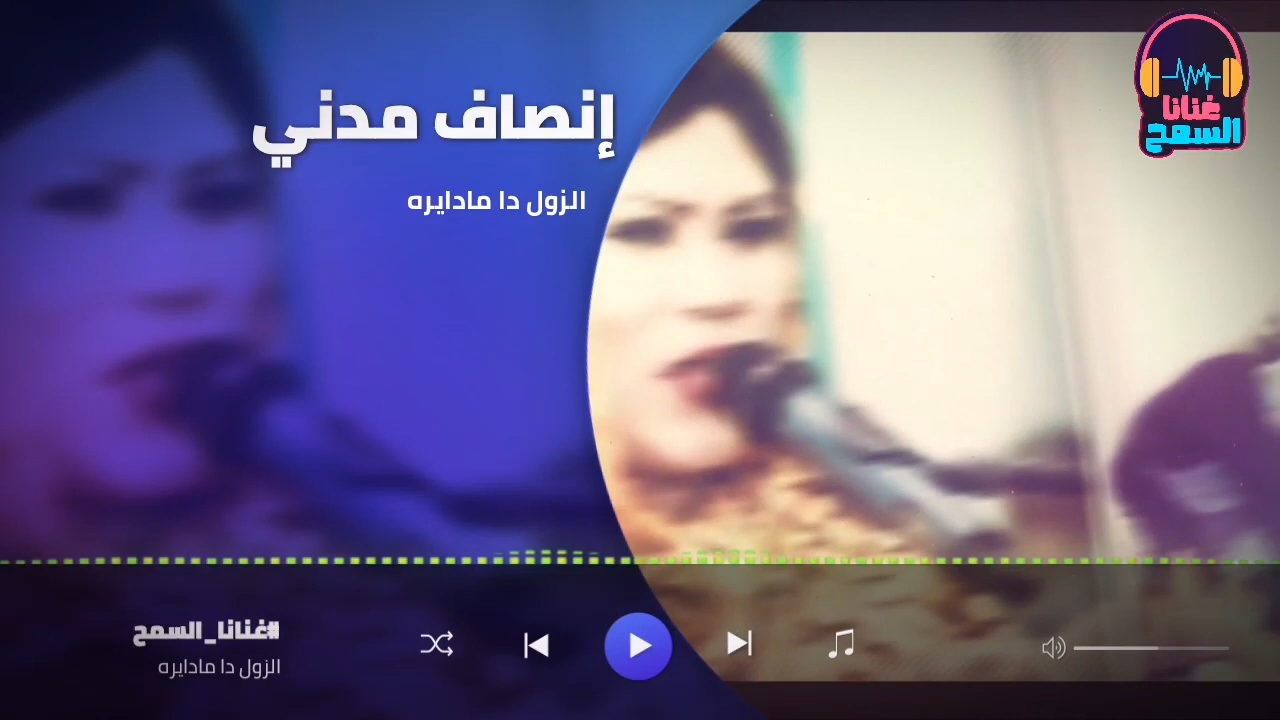 غنانا
السمح
إنصاف مدني
الزول دا مادايره
#غنانا_السمح
الزول دا مادايره